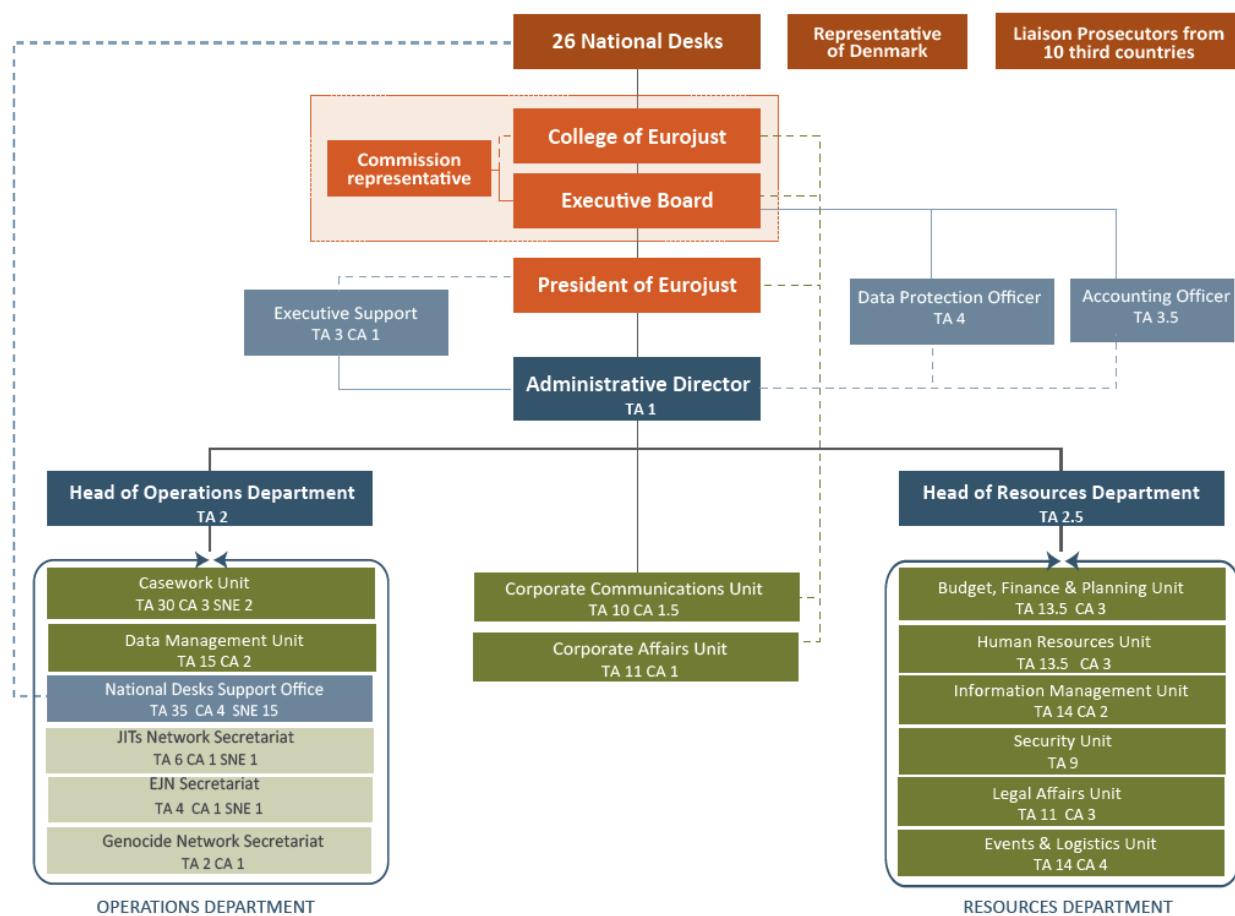 26 National Desks
Representative
of Denmark
Liaison Prosecutors from
10 third countries
College of Eurojust
Commission
representative
Executive Board
President of Eurojust
Executive Support
TA 3 CA 1
Data Protection Officer
TA 4
Accounting Officer
TA 3.5
Administrative Director
TA 1
Head of Operations Department
TA 2
Head of Resources Department
TA 2.5
Casework Unit
TA 30 CA 3 SNE 2
Data Management Unit
TA 15 CA 2
National Desks Support Office
TA 35 CA 4 SNE 15
JITs Network Secretariat
TA 6 CA 1 SNE 1
EJN Secretariat
TA 4 CA 1 SNE 1
Genocide Network Secretariat
TA 2 CA 1
OPERATIONS DEPARTMENT
Corporate Communications Unit
TA 10 CA 1.5
Corporate Affairs Unit
TA 11 CA 1
Budget, Finance & Planning Unit
TA 13.5 CA 3
Human Resources Unit
TA 13.5 CA 3
Information Management Unit
TA 14 CA 2
Security Unit
TA 9
Legal Affairs Unit
TA 11 CA 3
Events & Logistics Unit
TA 14 CA 4
RESOURCES DEPARTMENT